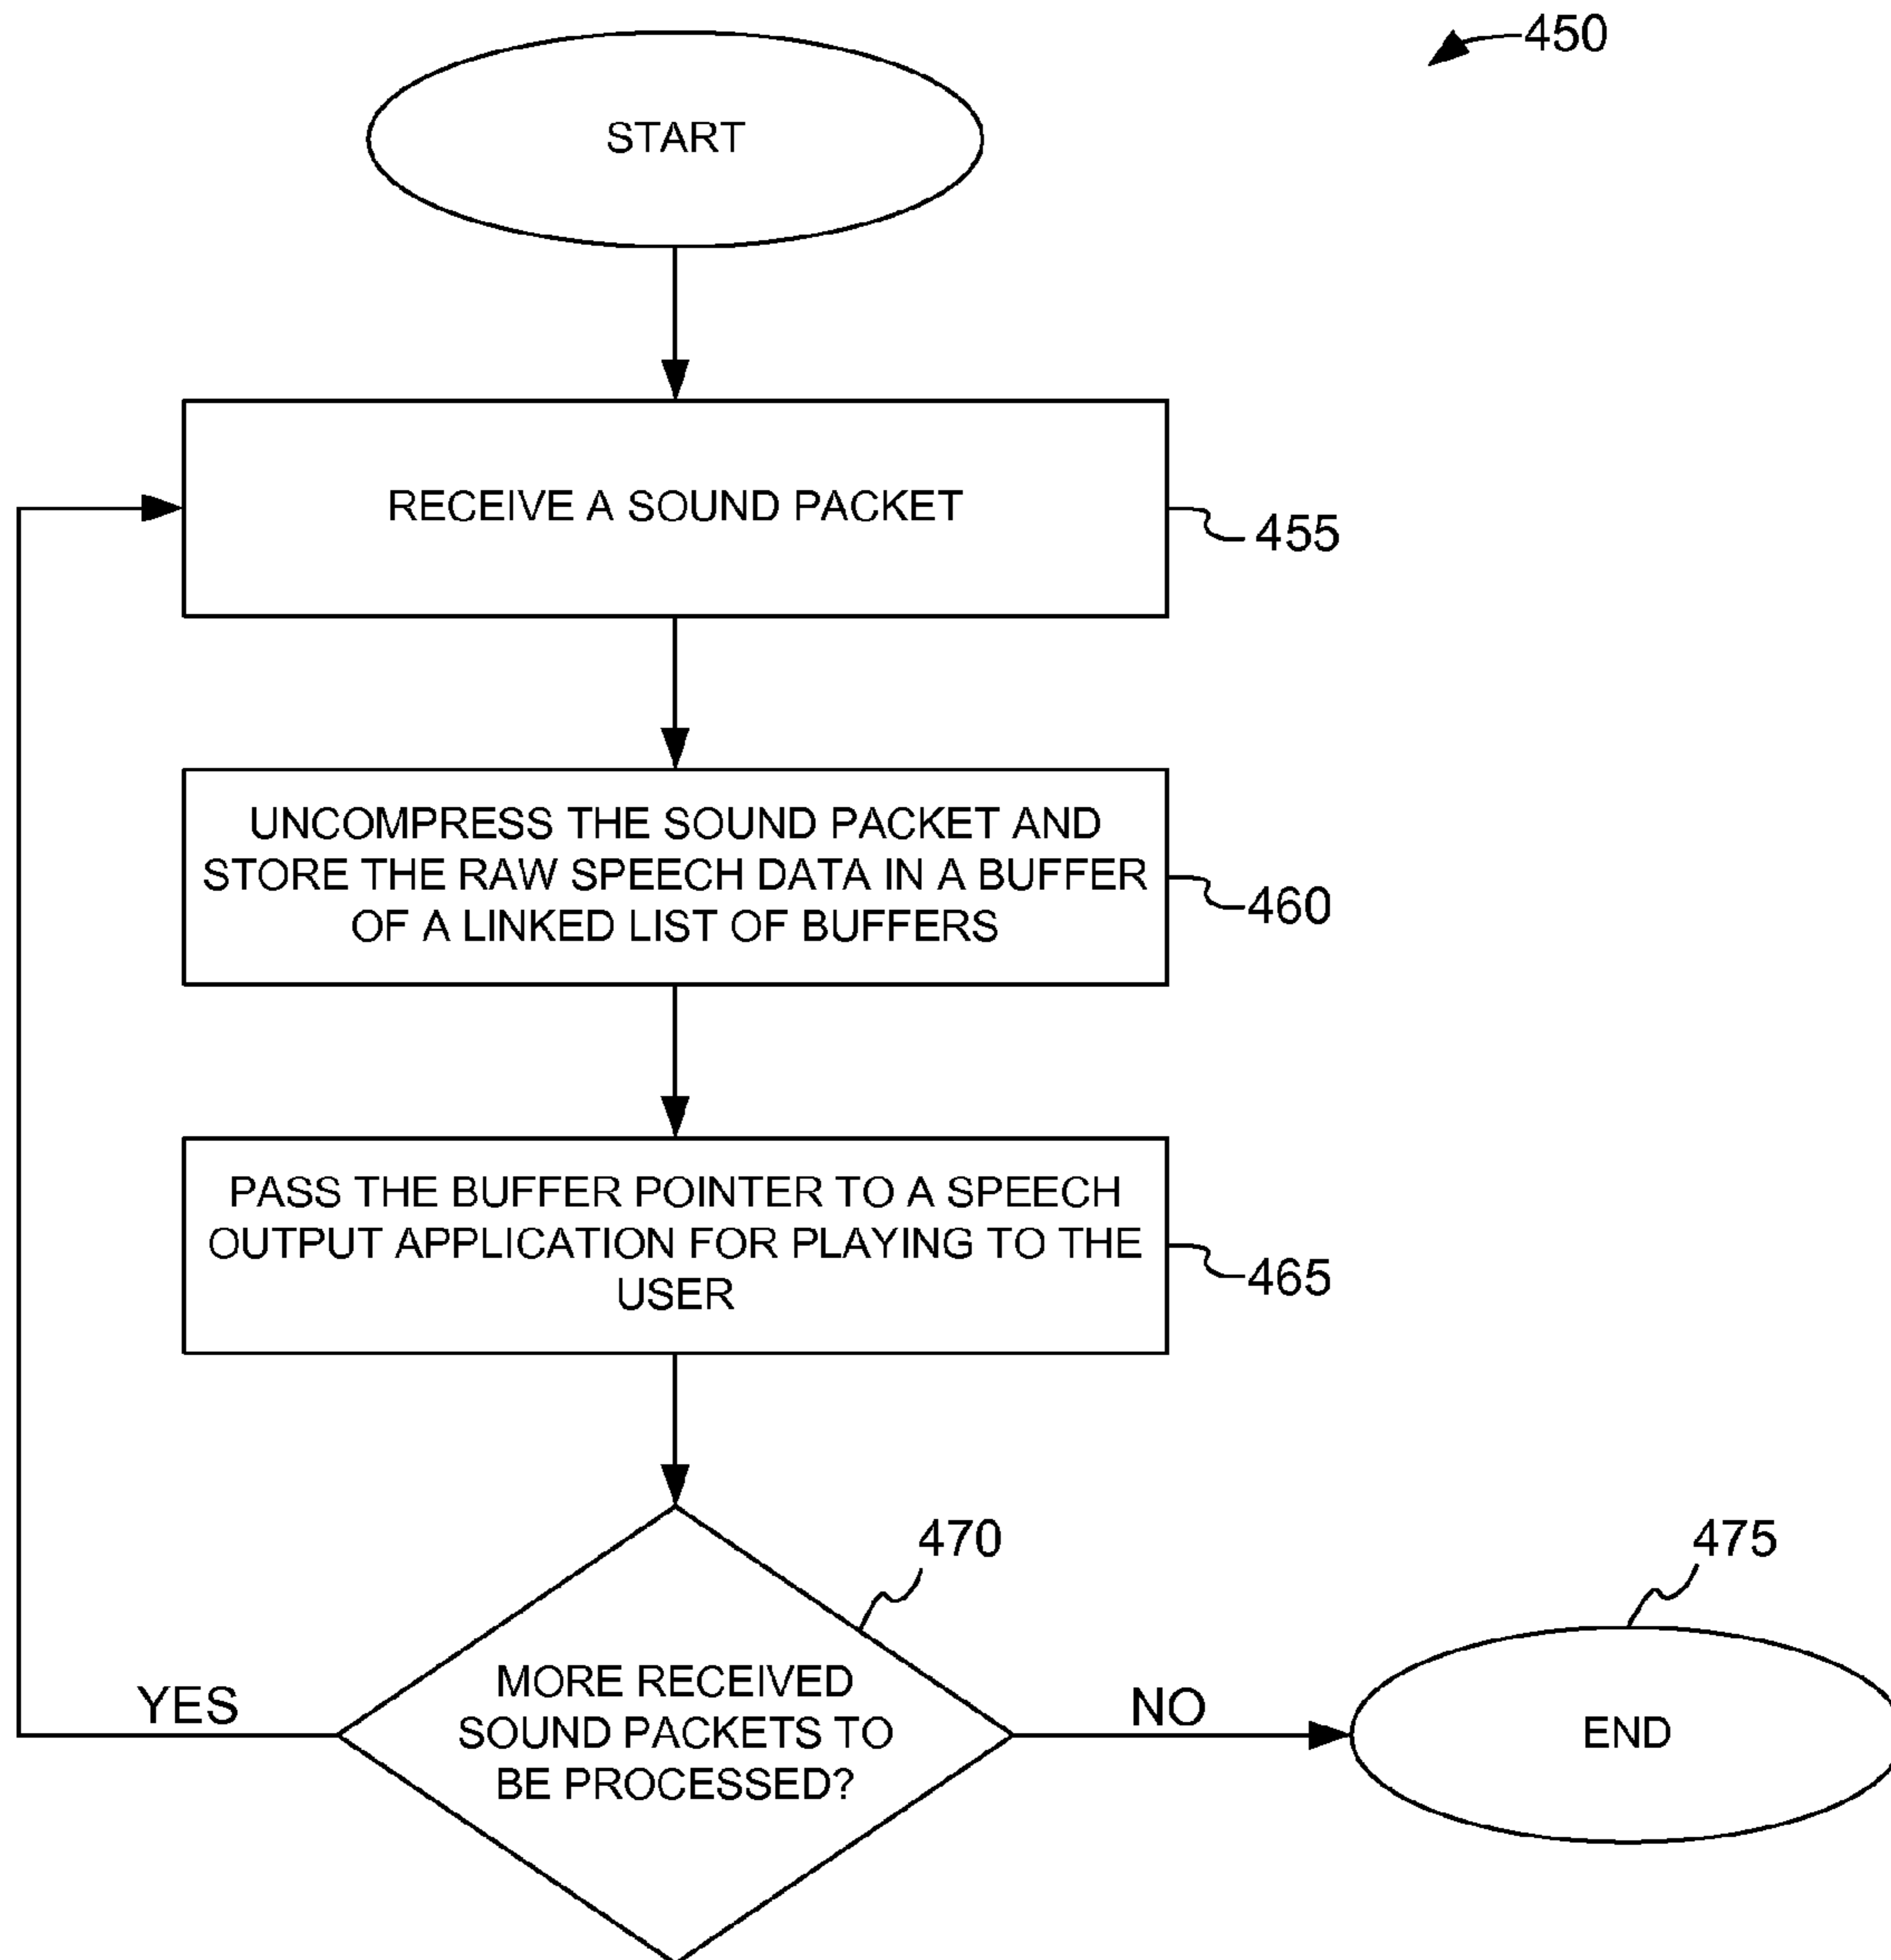 450
START
RECEIVE A SOUND PACKET
455
UNCOMPRESS THE SOUND PACKET AND
STORE THE RAW SPEECH DATA IN A BUFFER
OF A LINKED LIST OF BUFFERS
460
PASS THE BUFFER POINTER TO A SPEECH
OUTPUT APPLICATION FOR PLAYING TO THE
USER
465
470
475
MORE RECEIVED
SOUND PACKETS TO
BE PROCESSED?
YES
NO
END